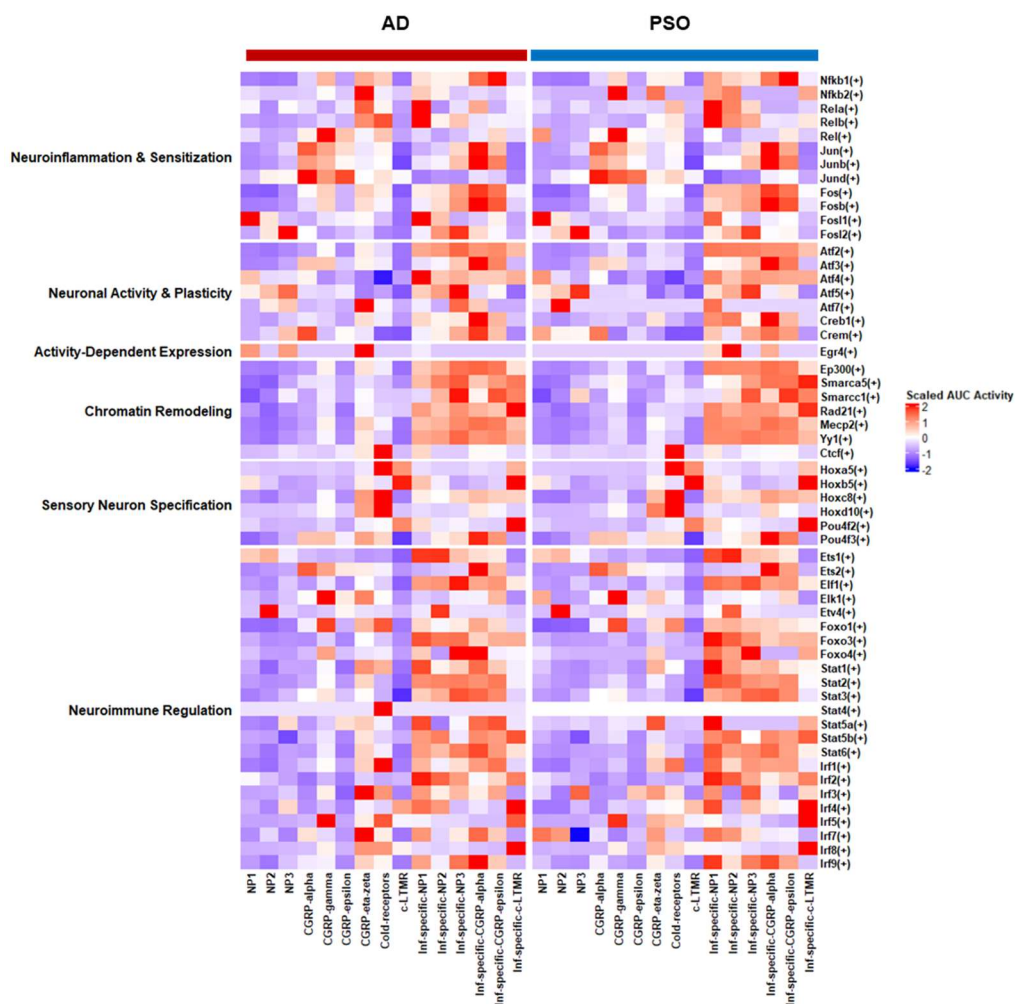 AD
PSO
Neuroinflammation & Sensitization
Nfkb1(+)
Nfkb2(+)
Rela(+)
Relb(+)
Rel(+)
Jun(+)
Junb(+)
Jund(+)
Fos(+)
Fosb(+)
Fosl1(+)
Fosl2(+)
Neuronal Activity & Plasticity
Atf2(+)
Atf3(+)
Atf4(+)
Atf5(+)
Atf7(+)
Creb1(+)
Crem(+)
Activity-Dependent Expression
Egr4(+)
Chromatin Remodeling
Ep300(+)
Smarca5(+)
Smarcc1(+)
Rad21(+)
Mecp2(+)
Yy1(+)
Ctcf(+)
Sensory Neuron Specification
Hoxa5(+)
Hoxb5(+)
Hoxc8(+)
Hoxd10(+)
Pou4f2(+)
Pou4f3(+)
Neuroimmune Regulation
Ets1(+)
Ets2(+)
Elf1(+)
Elk1(+)
Etv4(+)
Foxo1(+)
Foxo3(+)
Foxo4(+)
Stat1(+)
Stat2(+)
Stat3(+)
Stat4(+)
Stat5a(+)
Stat5b(+)
Stat6(+)
Irf1(+)
Irf2(+)
Irf3(+)
Irf4(+)
Irf5(+)
Irf7(+)
Irf8(+)
Irf9(+)
Scaled AUC Activity
2
1
0
-1
-2
NP1
NP2
NP3
CGRP-alpha
CGRP-gamma
CGRP-epsilon
CGRP-eta-zeta
Cold-receptors
c-LTMR
Inf-specific-NP1
Inf-specific-NP2
Inf-specific-NP3
Inf-specific-CGRP-alpha
Inf-specific-CGRP-epsilon
Inf-specific-c-LTMR
NP1
NP2
NP3
CGRP-alpha
CGRP-gamma
CGRP-epsilon
CGRP-eta-zeta
Cold-receptors
c-LTMR
Inf-specific-NP1
Inf-specific-NP2
Inf-specific-NP3
Inf-specific-CGRP-alpha
Inf-specific-CGRP-epsilon
Inf-specific-c-LTMR